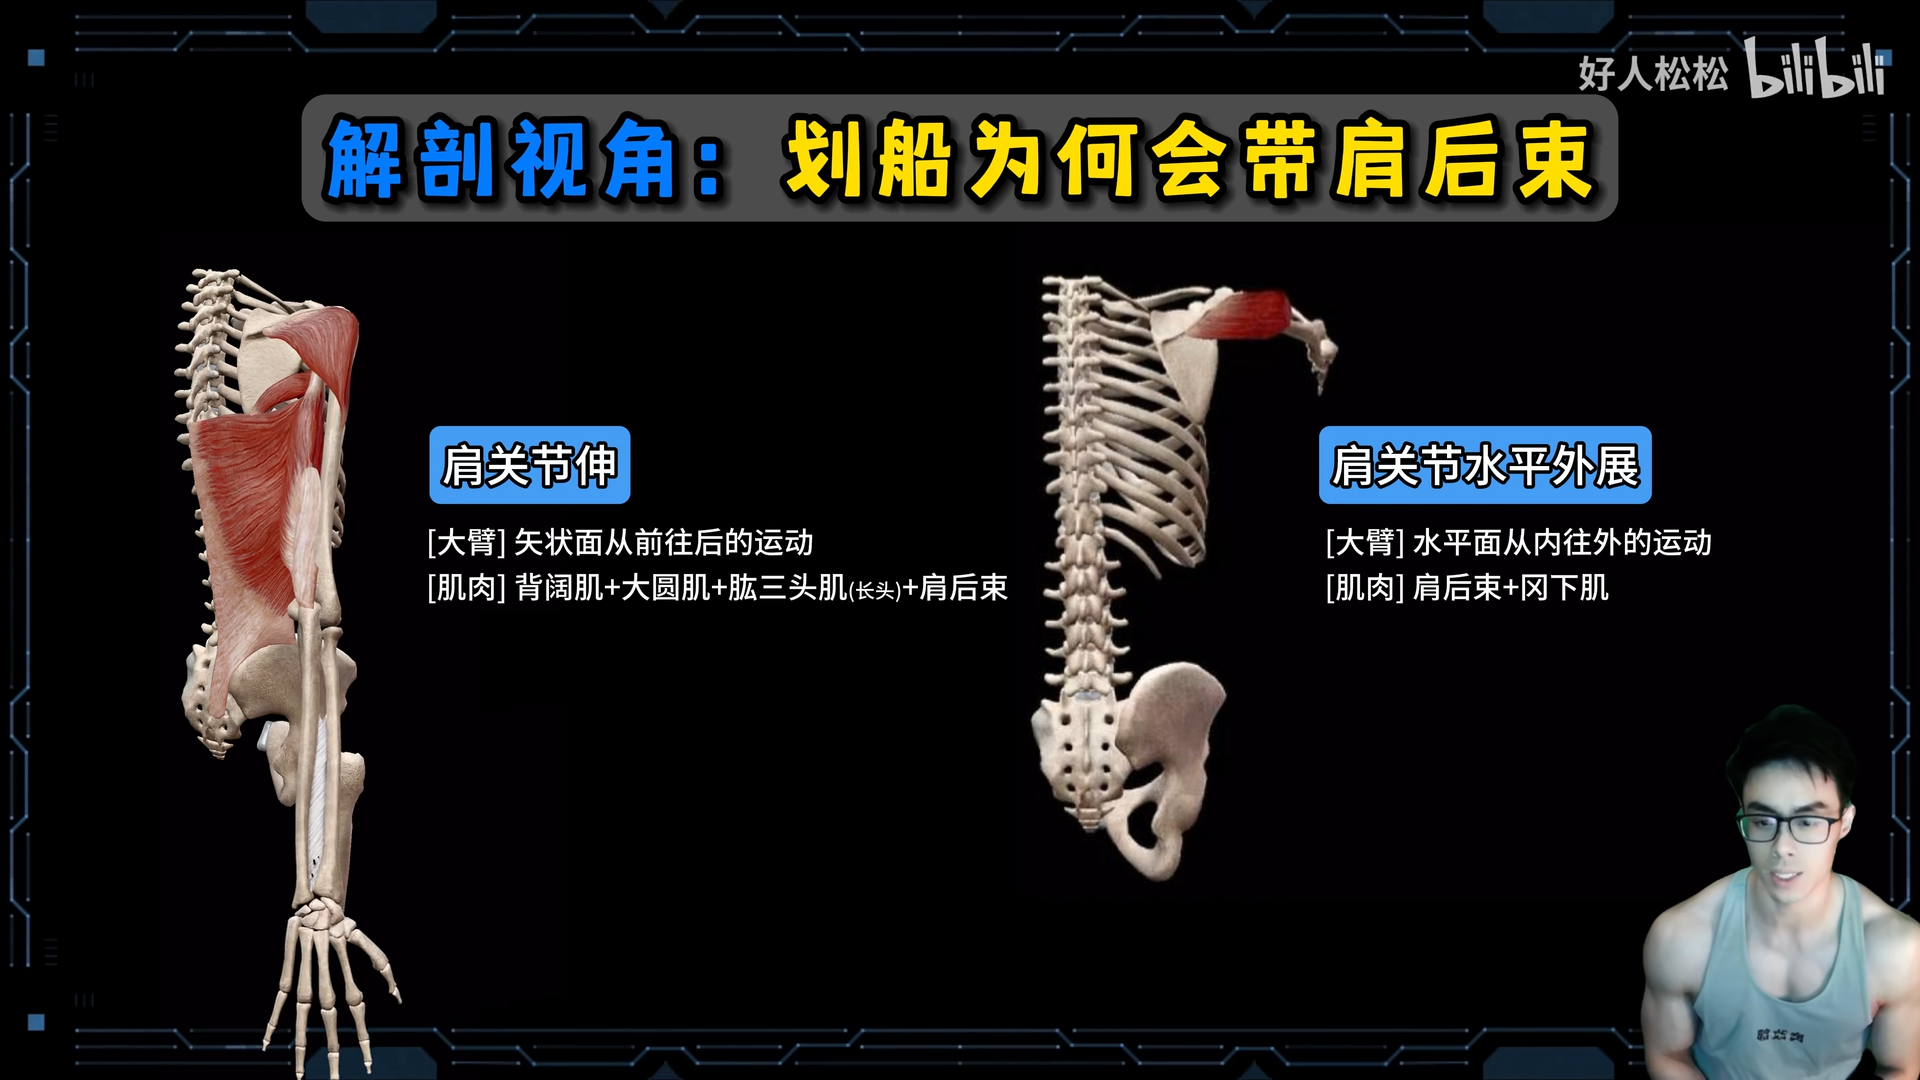 好人松松 bilibili
解剖视角：划船为何会带肩后束
肩关节伸
[大臂] 矢状面从前往后的运动
[肌肉] 背阔肌+大圆肌+肱三头肌(长头)+肩后束
肩关节水平外展
[大臂] 水平面从内往外的运动
[肌肉] 肩后束+冈下肌